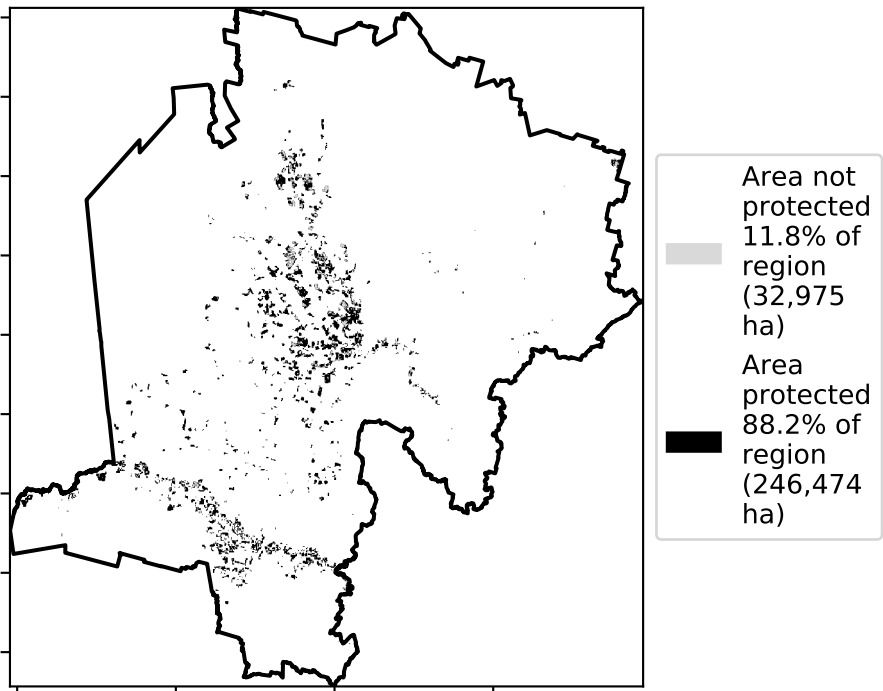 Area not
protected
11.8% of
region
(32,975
ha)
Area
protected
88.2% of
region
(246,474
ha)